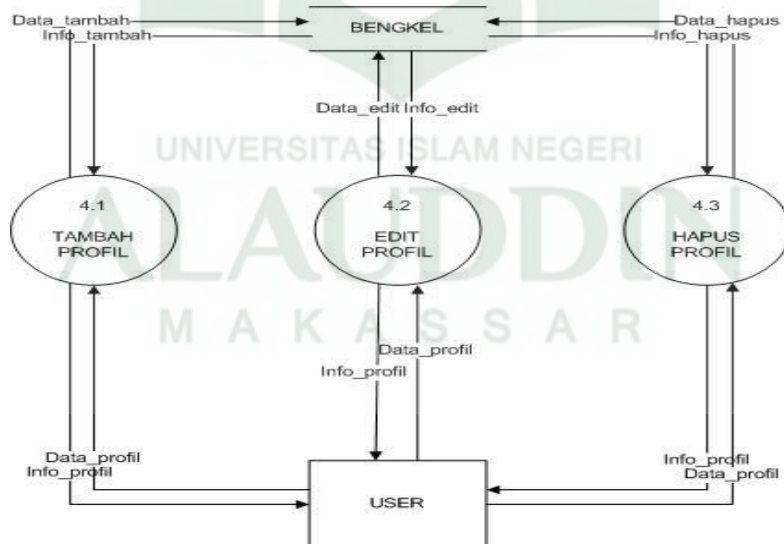 Data_tambah
Info_tambah
BENGKEL
Data_hapus
Info_hapus
Data_edit
Info_edit
UNIVERSITAS ISLAM NEGERI
4.1
TAMBAH
PROFIL
4.2
EDIT
PROFIL
4.3
HAPUS
PROFIL
ALAUDDIN
MAKASSAR
Data_profil
Info_profil
Data_profil
Info_profil
Info_profil
Data_profil
USER